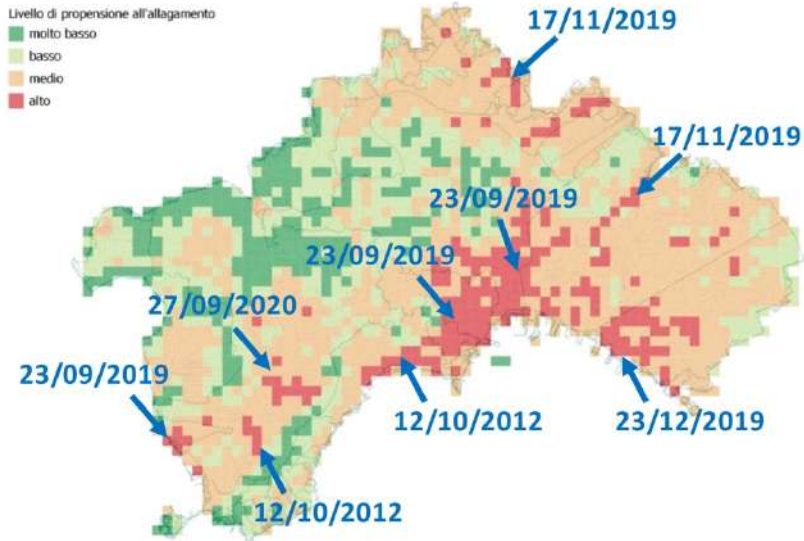 Livello di propensione all'allagamento
molto basso
basso
medio
alto
17/11/2019
17/11/2019
23/09/2019
23/09/2019
27/09/2020
23/09/2019
12/10/2012
23/12/2019
12/10/2012